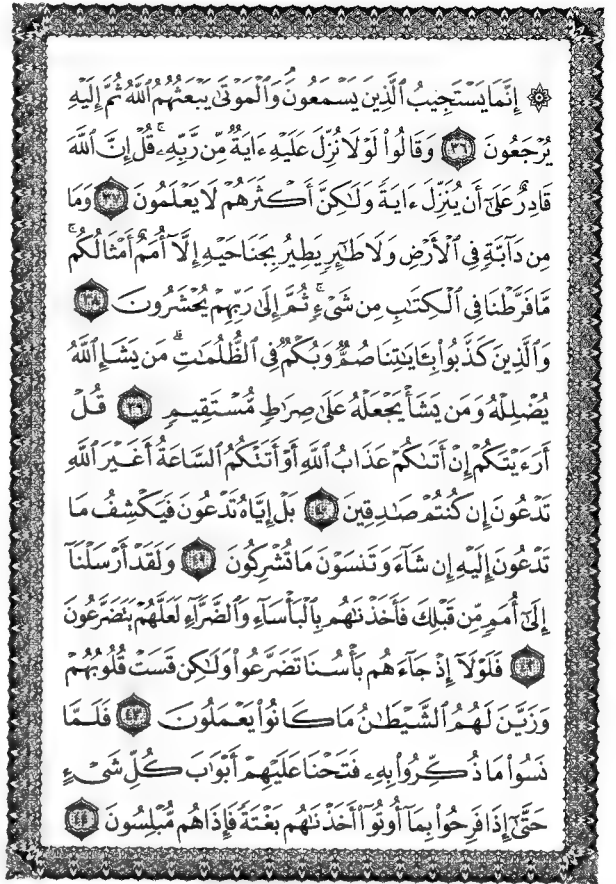 ۞ إِنَّمَا يَسْتَجِيبُ ٱلَّذِينَ يَسْمَعُونَۘ وَٱلْمَوْتَىٰ يَبْعَثُهُمُ ٱللَّهُ ثُمَّ إِلَيْهِ
يُرْجَعُونَ ٣٦ وَقَالُوا۟ لَوْلَا نُزِّلَ عَلَيْهِ ءَايَةٌ مِّن رَّبِّهِۦۚ قُلْ إِنَّ ٱللَّهَ
قَادِرٌ عَلَىٰٓ أَن يُنَزِّلَ ءَايَةً وَلَٰكِنَّ أَكْثَرَهُمْ لَا يَعْلَمُونَ ٣٧ وَمَا
مِن دَآبَّةٍ فِى ٱلْأَرْضِ وَلَا طَٰٓئِرٍ يَطِيرُ بِجَنَاحَيْهِ إِلَّآ أُمَمٌ أَمْثَالُكُمۚ
مَّا فَرَّطْنَا فِى ٱلْكِتَٰبِ مِن شَىْءٍۚ ثُمَّ إِلَىٰ رَبِّهِمْ يُحْشَرُونَ ٣٨
وَٱلَّذِينَ كَذَّبُوا۟ بِـَٔايَٰتِنَا صُمٌّ وَبُكْمٌ فِى ٱلظُّلُمَٰتِۗ مَن يَشَإِ ٱللَّهُ
يُضْلِلْهُ وَمَن يَشَأْ يَجْعَلْهُ عَلَىٰ صِرَٰطٍ مُّسْتَقِيمٍ ٣٩ قُلْ
أَرَءَيْتَكُمْ إِنْ أَتَىٰكُمْ عَذَابُ ٱللَّهِ أَوْ أَتَتْكُمُ ٱلسَّاعَةُ أَغَيْرَ ٱللَّهِ
تَدْعُونَ إِن كُنتُمْ صَٰدِقِينَ ٤٠ بَلْ إِيَّاهُ تَدْعُونَ فَيَكْشِفُ مَا
تَدْعُونَ إِلَيْهِ إِن شَآءَ وَتَنسَوْنَ مَا تُشْرِكُونَ ٤١ وَلَقَدْ أَرْسَلْنَآ
إِلَىٰٓ أُمَمٍ مِّن قَبْلِكَ فَأَخَذْنَٰهُم بِٱلْبَأْسَآءِ وَٱلضَّرَّآءِ لَعَلَّهُمْ يَتَضَرَّعُونَ
٤٢ فَلَوْلَآ إِذْ جَآءَهُم بَأْسُنَا تَضَرَّعُوا۟ وَلَٰكِن قَسَتْ قُلُوبُهُمْ
وَزَيَّنَ لَهُمُ ٱلشَّيْطَٰنُ مَا كَانُوا۟ يَعْمَلُونَ ٤٣ فَلَمَّا
نَسُوا۟ مَا ذُكِّرُوا۟ بِهِۦ فَتَحْنَا عَلَيْهِمْ أَبْوَٰبَ كُلِّ شَىْءٍ
حَتَّىٰٓ إِذَا فَرِحُوا۟ بِمَآ أُوتُوٓا۟ أَخَذْنَٰهُم بَغْتَةً فَإِذَا هُم مُّبْلِسُونَ ٤٤